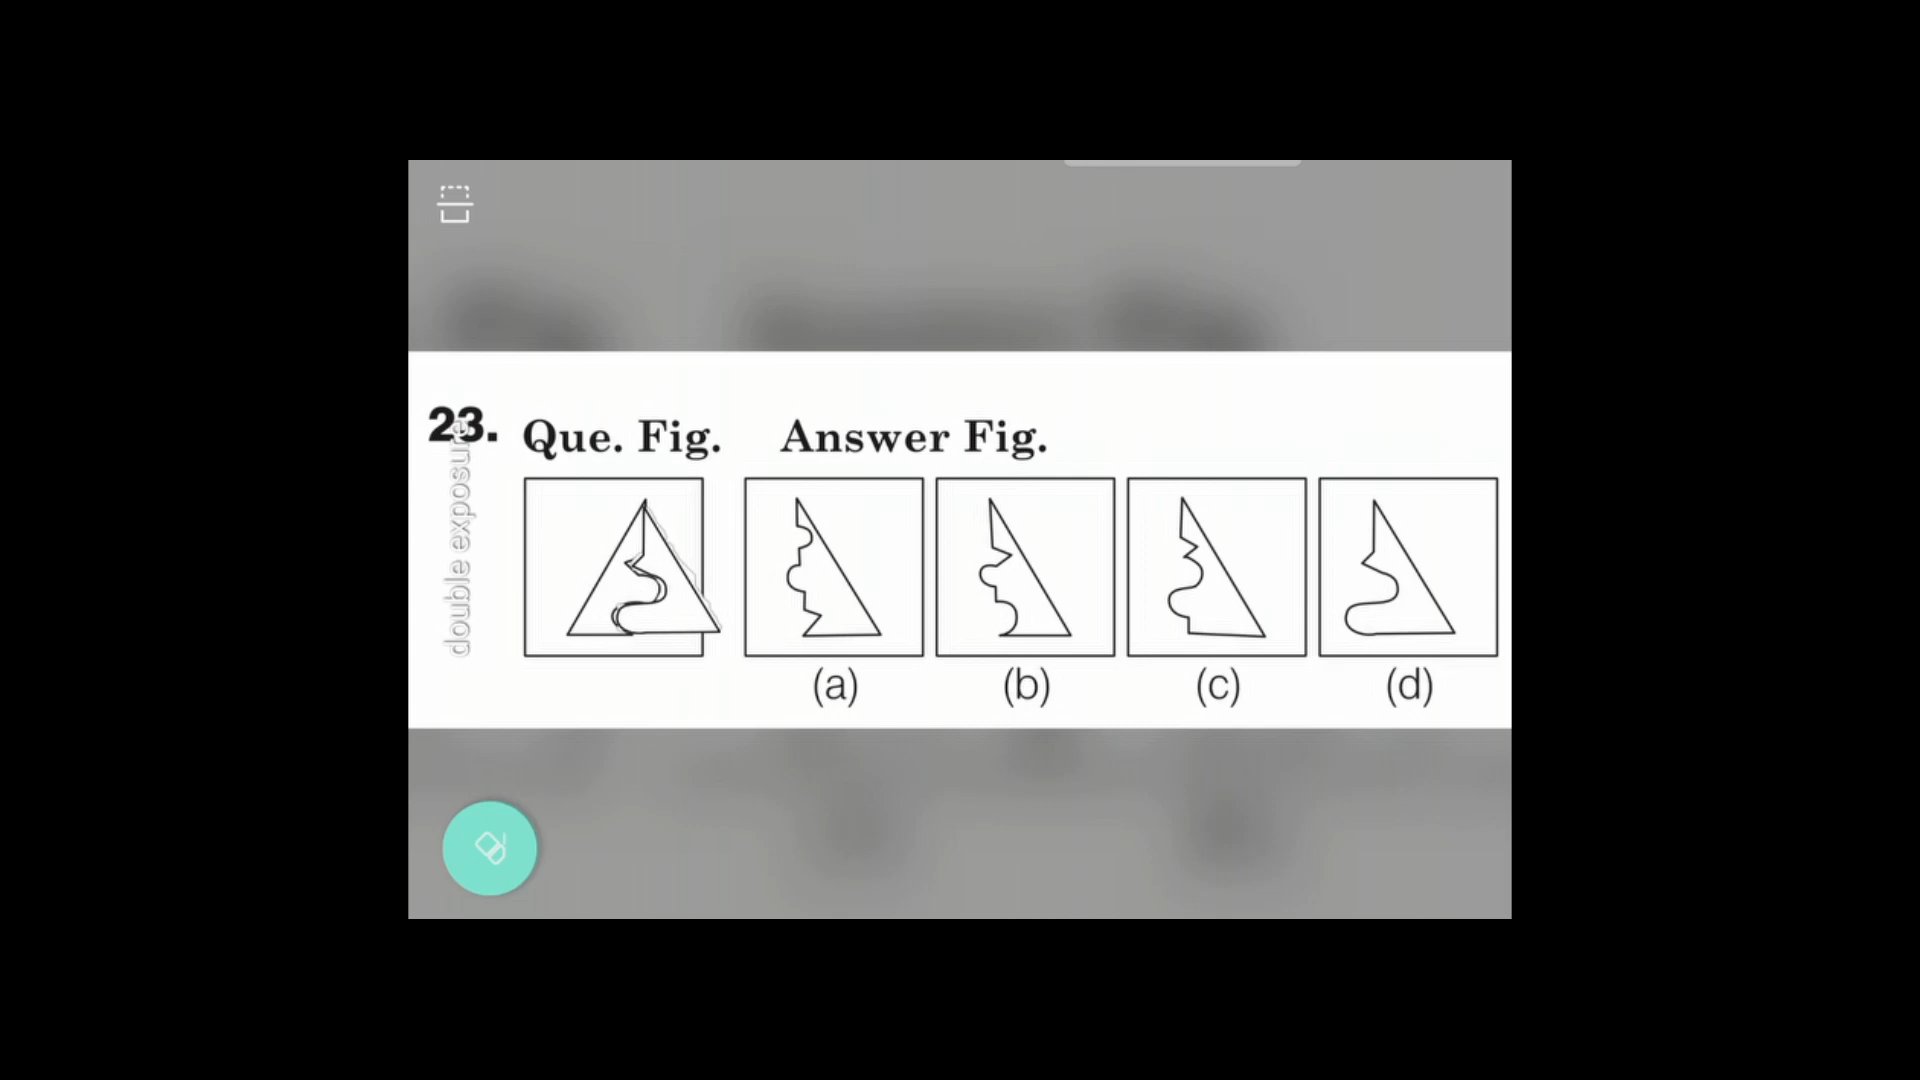 23. Que. Fig. Answer Fig.
double exposure
(a) (b) (c) (d)